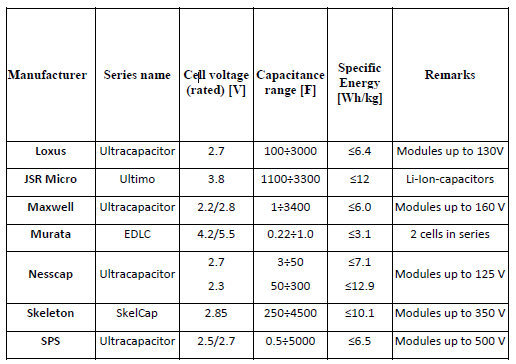 Manufacturer Series name Cell voltage (rated) [V] Capacitance range [F] Specific Energy [Wh/kg] Remarks
Loxus Ultracapacitor 2.7 100÷3000 ≤6.4 Modules up to 130V
JSR Micro Ultimo 3.8 1100÷3300 ≤12 Li-Ion-capacitors
Maxwell Ultracapacitor 2.2/2.8 1÷3400 ≤6.0 Modules up to 160 V
Murata EDLC 4.2/5.5 0.22÷1.0 ≤3.1 2 cells in series
Nesscap Ultracapacitor 2.7 3÷50 ≤7.1 Modules up to 125 V
2.3 50÷300 ≤12.9
Skeleton SkelCap 2.85 250÷4500 ≤10.1 Modules up to 350 V
SPS Ultracapacitor 2.5/2.7 0.5÷5000 ≤6.5 Modules up to 500 V